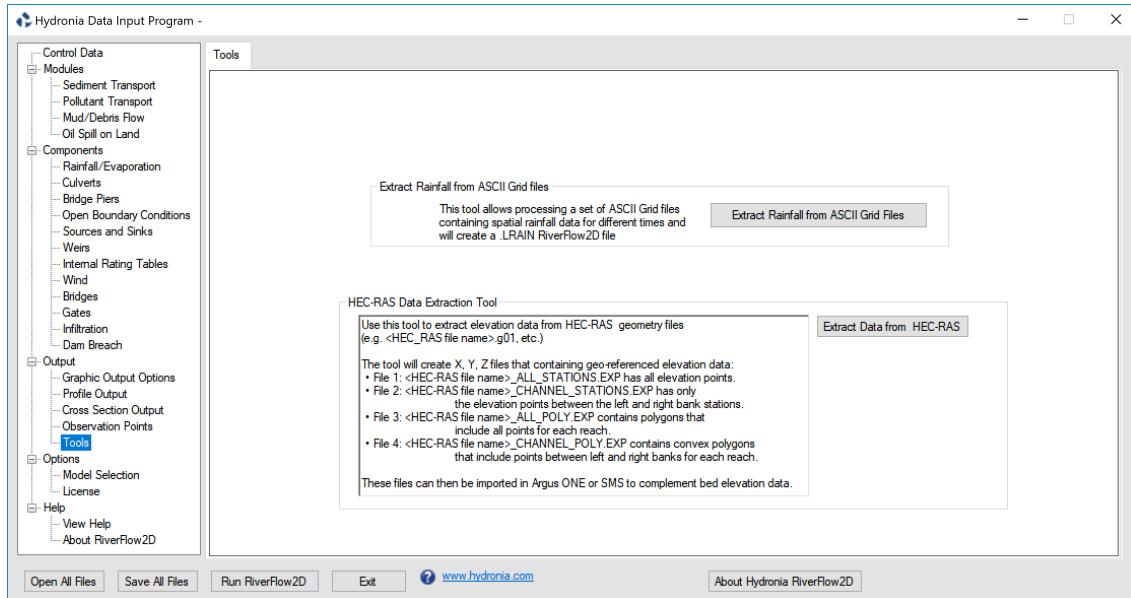 Hydronia Data Input Program -
Control Data
Modules
Sediment Transport
Pollutant Transport
Mud/Debris Flow
Oil Spill on Land
Components
Rainfall/Evaporation
Culverts
Bridge Piers
Open Boundary Conditions
Sources and Sinks
Weirs
Internal Rating Tables
Wind
Bridges
Gates
Infiltration
Dam Breach
Output
Graphic Output Options
Profile Output
Cross Section Output
Observation Points
Tools
Options
Model Selection
License
Help
View Help
About RiverFlow2D
Tools
Extract Rainfall from ASCII Grid files
This tool allows processing a set of ASCII Grid files
containing spatial rainfall data for different times and
will create a .LRAIN RiverFlow2D file
Extract Rainfall from ASCII Grid Files
HEC-RAS Data Extraction Tool
Use this tool to extract elevation data from HEC-RAS geometry files
(e.g. <HEC_RAS file name>.g01, etc.)
The tool will create X, Y, Z files that containing geo-referenced elevation data:
• File 1: <HEC-RAS file name>_ALL_STATIONS.EXP has all elevation points.
• File 2: <HEC-RAS file name>_CHANNEL_STATIONS.EXP has only
the elevation points between the left and right bank stations.
• File 3: <HEC-RAS file name>_ALL_POLY.EXP contains polygons that
include all points for each reach.
• File 4: <HEC-RAS file name>_CHANNEL_POLY.EXP contains convex polygons
that include points between left and right banks for each reach.
These files can then be imported in Argus ONE or SMS to complement bed elevation data.
Extract Data from HEC-RAS
Open All Files
Save All Files
Run RiverFlow2D
Exit
www.hydronia.com
About Hydronia RiverFlow2D